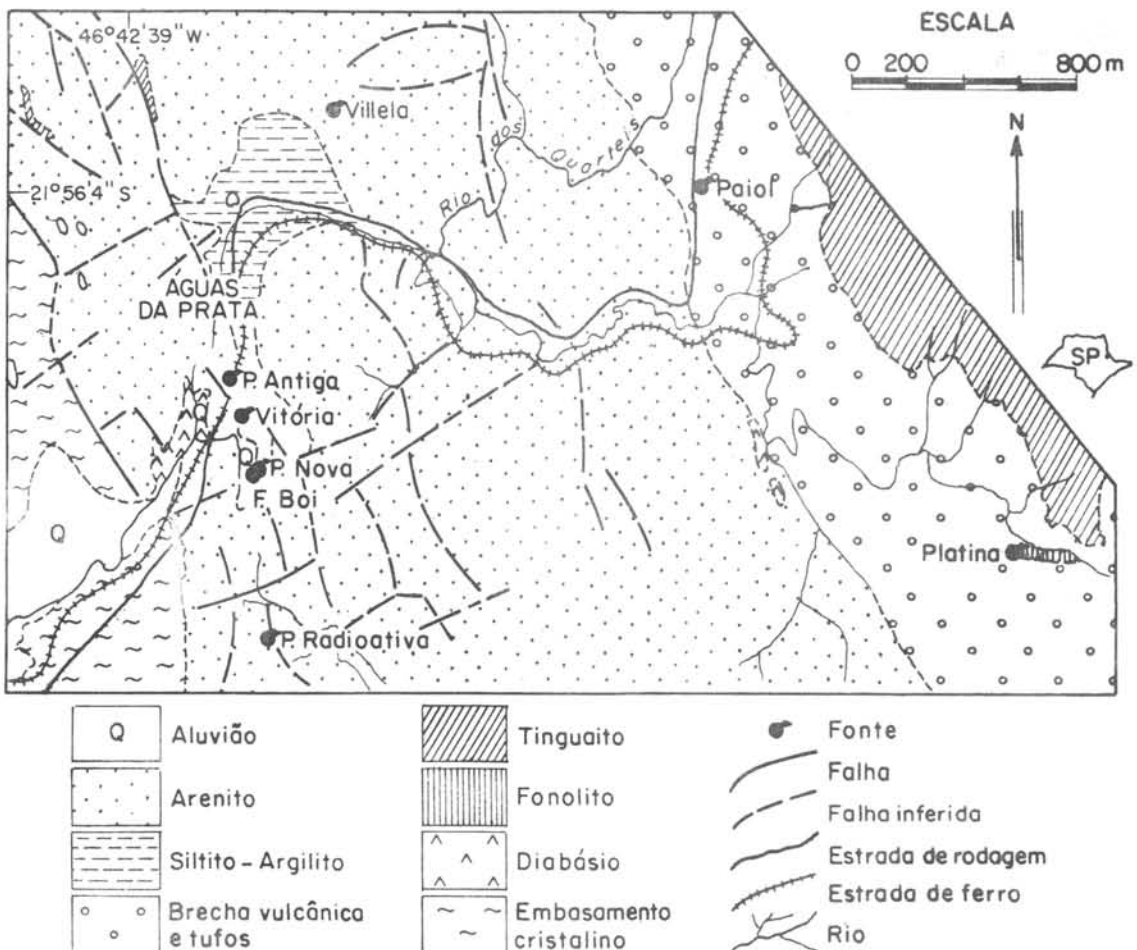 46°42'39" W
ESCALA
0 200 800 m
N
Villela
Rio dos Quarteis
21°56'4" S
Q
Paiol
AGUAS
DA PRATA
SP
P. Antiga
Q
Vitória
Q
P. Nova
F. Boi
Q
Platina
P. Radioativa
Q Aluvião
Arenito
Siltito - Argilito
Brecha vulcânica
e tufos
Tinguaito
Fonolito
Diabásio
Embasamento
cristalino
Fonte
Falha
Falha inferida
Estrada de rodagem
Estrada de ferro
Rio